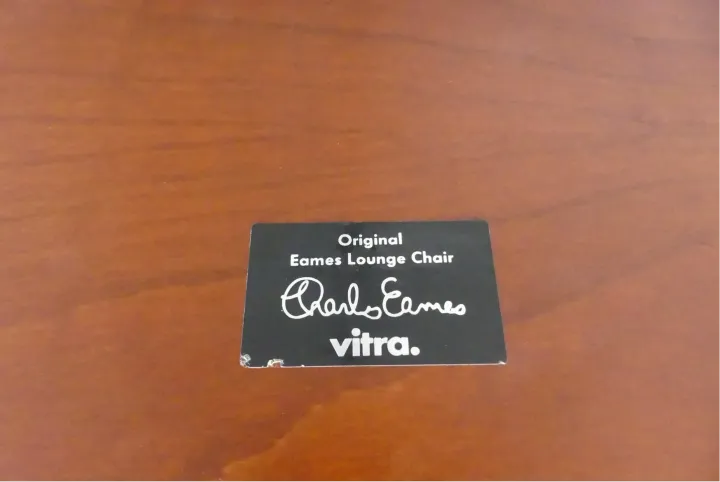 Original
Eames Lounge Chair
Charles Eames
vitra.